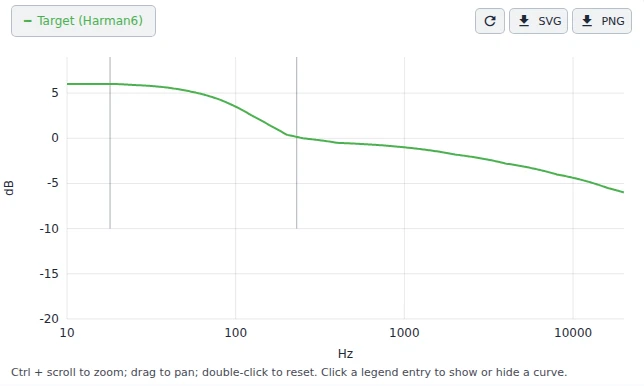 Target (Harman6)
SVG
PNG
5
0
-5
-10
-15
-20
dB
10
100
1000
10000
Hz
Ctrl + scroll to zoom; drag to pan; double-click to reset. Click a legend entry to show or hide a curve.